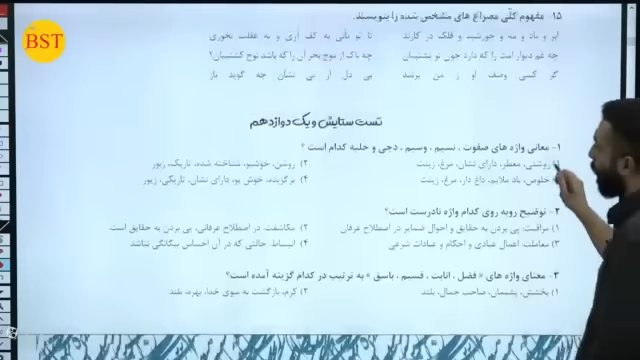 BST
۱۵- مفهوم کلّی مصراع های مشخص شده را بنویسید.
ابر و باد و مه و خورشید و فلک در کارند تا تو نانی به کف آری و به غفلت نخوری
چه غم دیوار امت را که دارد چون تو پشتیبان چه باک از موج بحر آن را که باشد نوح کشتیبان؟
گر کسی وصف او ز من پرسد بی دل از بی نشان چه گوید باز
تست ستایش و یک دوازدهم
۱- معانی واژه های صفوت، نسیم، وسیم، دجی و حلیه کدام است ؟
۱) روشنی، معطر، دارای نشان، مرغ، زینت ۲) روشن، خوشبو، شناخته شده، تاریک، زیور
خلوص، باد ملایم، داغ دار، مرغ، زینت ۴) برگزیده، خوش بو، دارای نشان، تاریکی، زیور
۲- توضیح روبه روی کدام واژه نادرست است؟
۱) مراقبت: پی بردن به حقایق و احوال ضمایر در اصطلاح عرفان ۲) مکاشفت: در اصطلاح عرفانی، پی بردن به حقایق است.
۳) معاملت: اعمال عبادی و احکام و عبادات شرعی ۴) انبساط: حالتی که در آن احساس بیگانگی نباشد
۳- معنای واژه های « فضل ، انابت ، قسیم ، باسق » به ترتیب در کدام گزینه آمده است؟
۱) بخشش، پشیمان، صاحب جمال، بلند ۲) کرم، بازگشت به سوی خدا، بهره، بلند